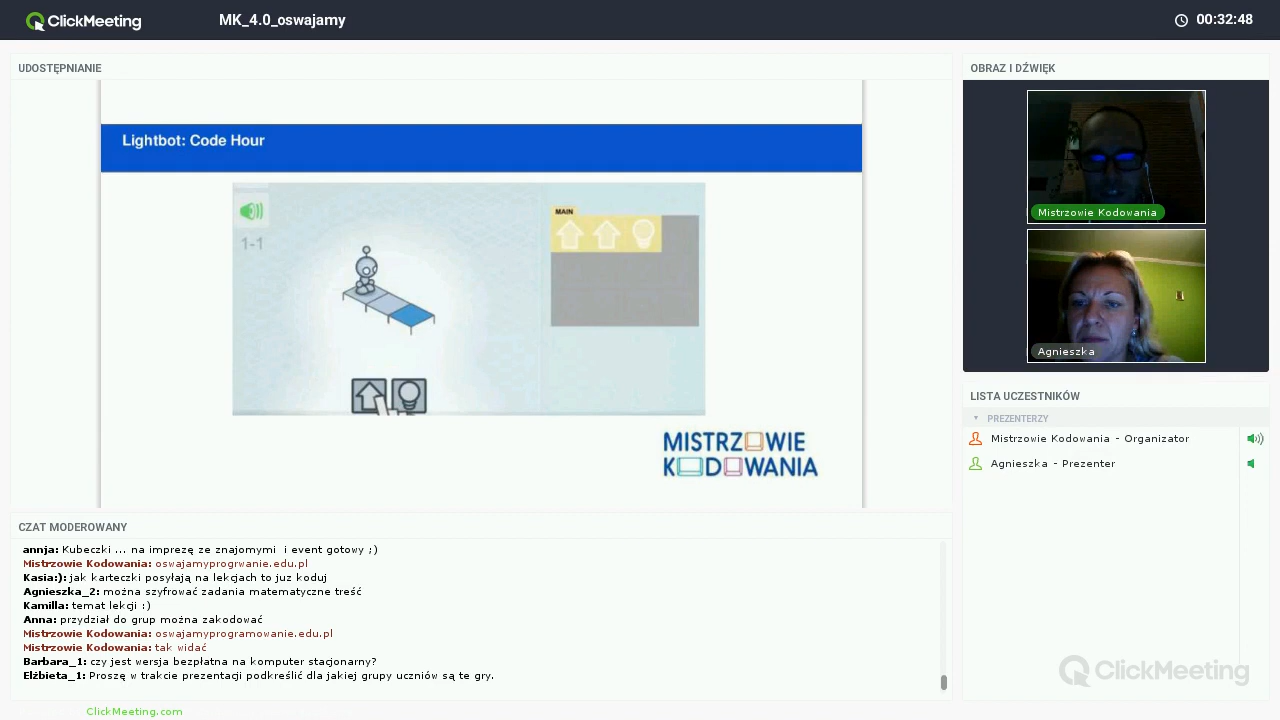 ClickMeeting
MK_4.0_oswajamy
00:32:48
UDOSTĘPNIANIE
Lightbot: Code Hour
1-1
MAIN
MISTRZOWIE
KODOWANIA
OBRAZ I DŹWIĘK
Mistrzowie Kodowania
Agnieszka
LISTA UCZESTNIKÓW
PREZENTERZY
Mistrzowie Kodowania - Organizator
Agnieszka - Prezenter
ClickMeeting
CZAT MODEROWANY
annja: Kubeczki ... na imprezę ze znajomymi i event gotowy ;)
Mistrzowie Kodowania: oswajamyprogrwanie.edu.pl
Kasia:): jak karteczki posyłają na lekcjach to juz koduj
Agnieszka_2: można szyfrować zadania matematyczne treść
Kamilla: temat lekcji :)
Anna: przydział do grup można zakodować
Mistrzowie Kodowania: oswajamyprogramowanie.edu.pl
Mistrzowie Kodowania: tak widać
Barbara_1: czy jest wersja bezpłatna na komputer stacjonarny?
Elżbieta_1: Proszę w trakcie prezentacji podkreślić dla jakiej grupy uczniów są te gry.
ClickMeeting.com